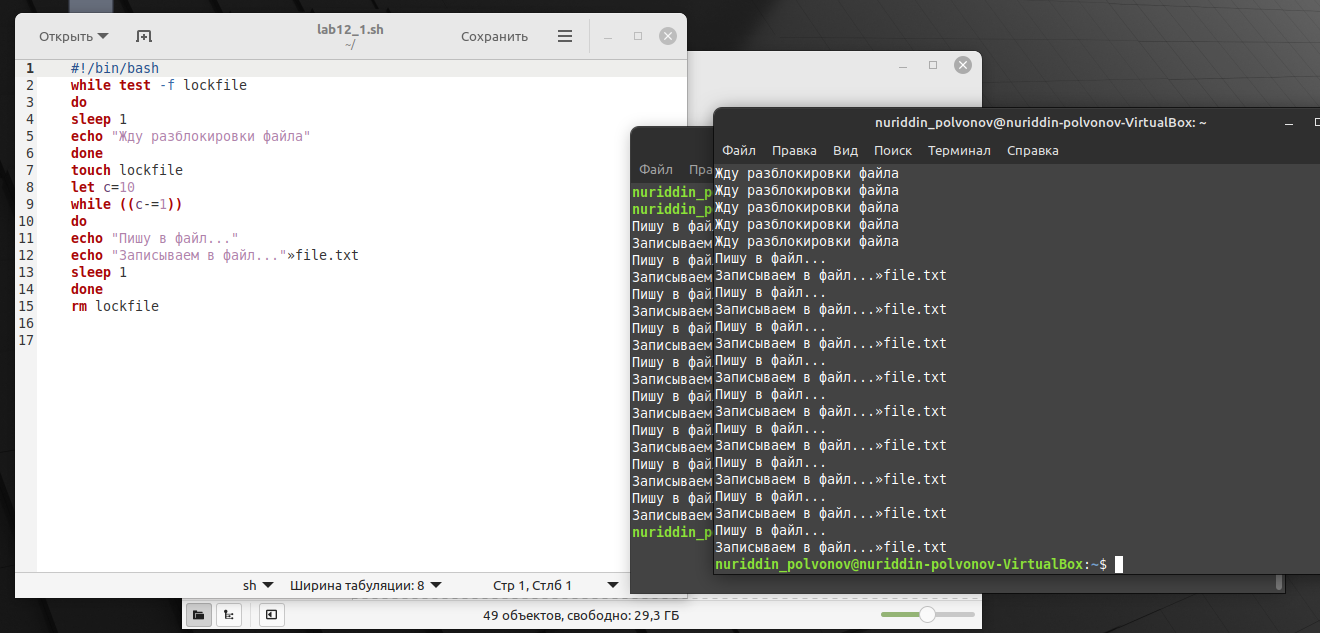 Открыть
lab12_1.sh
~/
Сохранить
1 #!/bin/bash
2 while test -f lockfile
3 do
4 sleep 1
5 echo "Жду разблокировки файла"
6 done
7 touch lockfile
8 let c=10
9 while ((c-=1))
10 do
11 echo "Пишу в файл..."
12 echo "Записываем в файл..."»file.txt
13 sleep 1
14 done
15 rm lockfile
16
17
sh
Ширина табуляции: 8
Стр 1, Стлб 1
49 объектов, свободно: 29,3 ГБ
Файл Пра
nuriddin_p
nuriddin_p
Пишу в фай
Записываем
Пишу в фай
Записываем
Пишу в фай
Записываем
Пишу в фай
Записываем
Пишу в фай
Записываем
Пишу в фай
Записываем
Пишу в фай
Записываем
Пишу в фай
Записываем
Пишу в фай
Записываем
nuriddin_p
nuriddin_polvonov@nuriddin-polvonov-VirtualBox: ~
Файл Правка Вид Поиск Терминал Справка
Жду разблокировки файла
Жду разблокировки файла
Жду разблокировки файла
Жду разблокировки файла
Жду разблокировки файла
Пишу в файл...
Записываем в файл...»file.txt
Пишу в файл...
Записываем в файл...»file.txt
Пишу в файл...
Записываем в файл...»file.txt
Пишу в файл...
Записываем в файл...»file.txt
Пишу в файл...
Записываем в файл...»file.txt
Пишу в файл...
Записываем в файл...»file.txt
Пишу в файл...
Записываем в файл...»file.txt
Пишу в файл...
Записываем в файл...»file.txt
Пишу в файл...
Записываем в файл...»file.txt
nuriddin_polvonov@nuriddin-polvonov-VirtualBox:~$